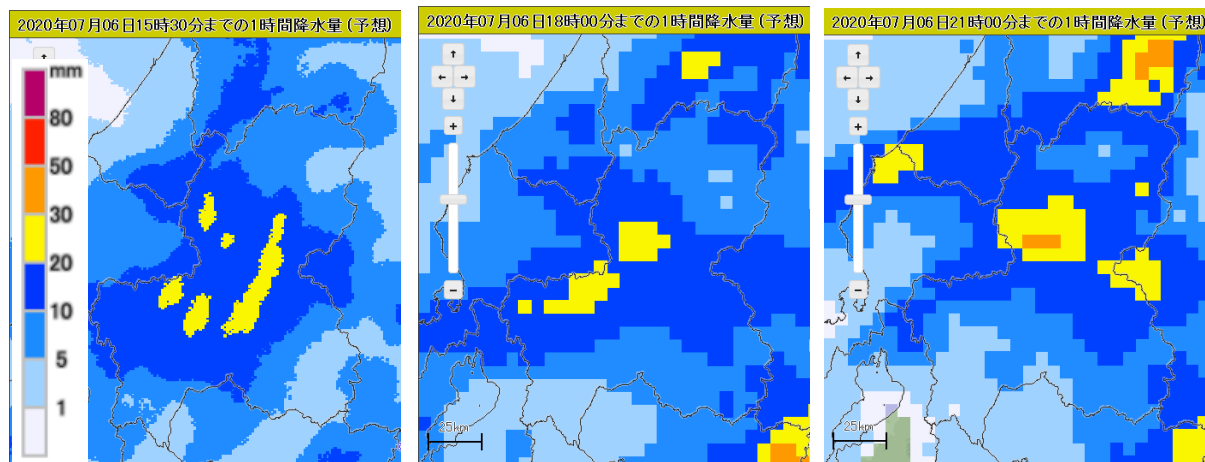 2020年07月06日15時30分までの1時間降水量(予想)
mm
80
50
30
20
10
5
1
2020年07月06日18時00分までの1時間降水量(予想)
↑
← →
↓
+
−
25km
2020年07月06日21時00分までの1時間降水量(予想)
↑
← →
↓
+
−
25km